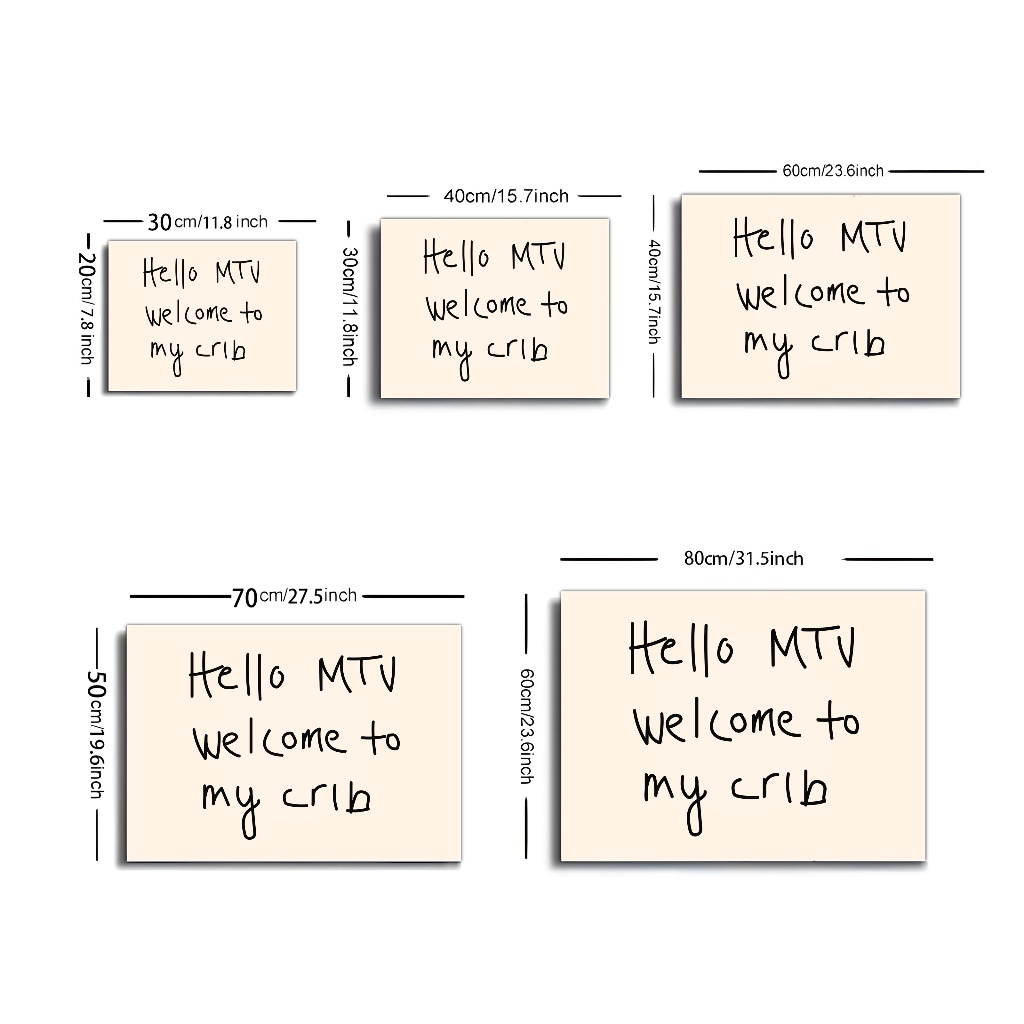 30cm/11.8 inch
20cm/7.8 inch
Hello MTV
welcome to
my crib
40cm/15.7inch
30cm/11.8inch
Hello MTV
welcome to
my crib
60cm/23.6inch
40cm/15.7inch
Hello MTV
welcome to
my crib
70cm/27.5inch
50cm/19.6inch
Hello MTV
welcome to
my crib
80cm/31.5inch
60cm/23.6inch
Hello MTV
welcome to
my crib